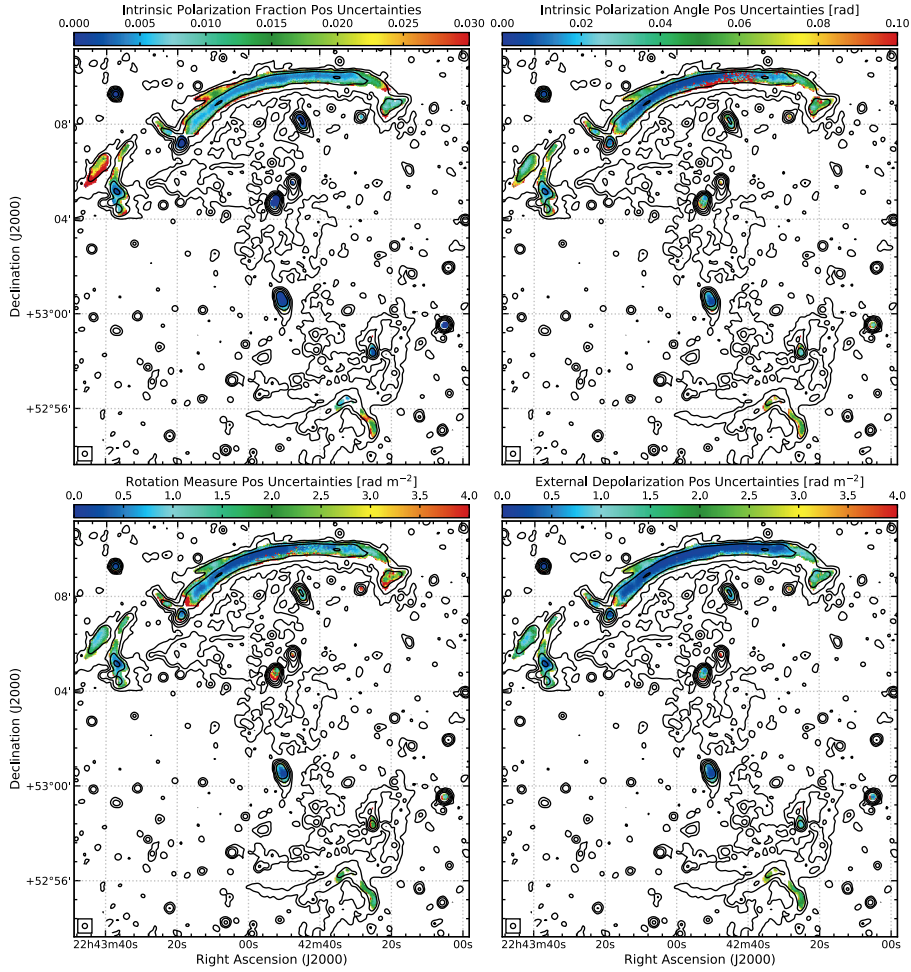 Intrinsic Polarization Fraction Pos Uncertainties
0.000 0.005 0.010 0.015 0.020 0.025 0.030
Intrinsic Polarization Angle Pos Uncertainties [rad]
0.00 0.02 0.04 0.06 0.08 0.10
08'
04'
+53°00'
+52°56'
Declination (J2000)
Rotation Measure Pos Uncertainties [rad m⁻²]
0.0 0.5 1.0 1.5 2.0 2.5 3.0 3.5 4.0
External Depolarization Pos Uncertainties [rad m⁻²]
0.0 0.5 1.0 1.5 2.0 2.5 3.0 3.5 4.0
08'
04'
+53°00'
+52°56'
Declination (J2000)
22h43m40s 20s 00s 42m40s 20s 00s
Right Ascension (J2000)
22h43m40s 20s 00s 42m40s 20s 00s
Right Ascension (J2000)